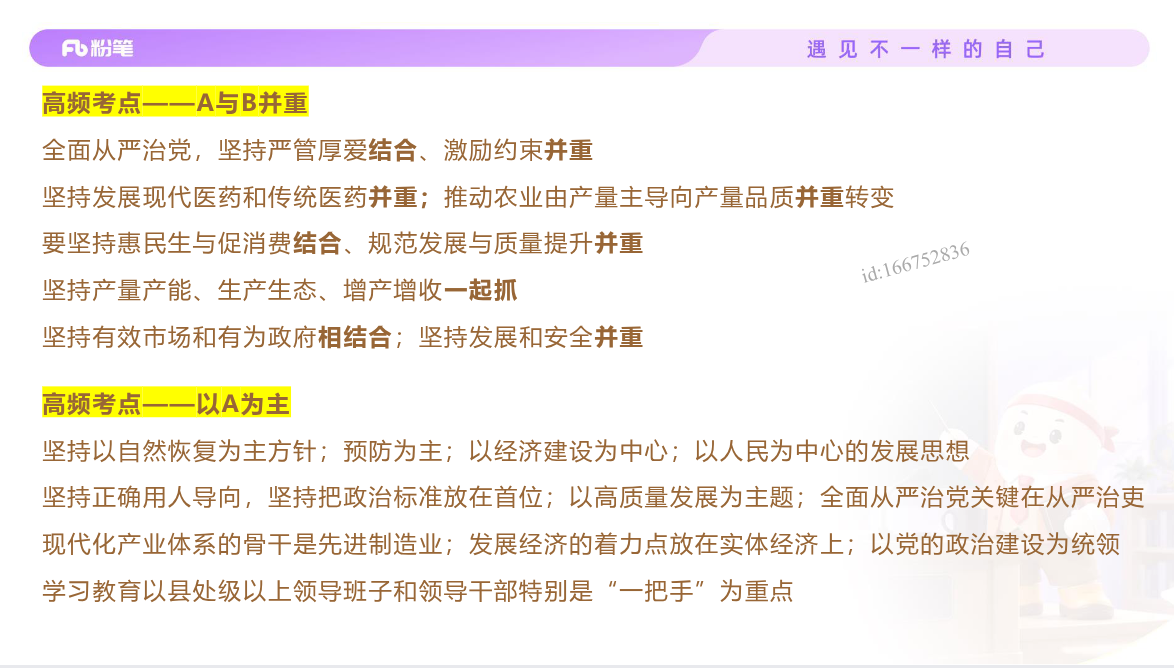 粉笔
遇见不一样的自己
高频考点——A与B并重
全面从严治党，坚持严管厚爱结合、激励约束并重
坚持发展现代医药和传统医药并重；推动农业由产量主导向产量品质并重转变
要坚持惠民生与促消费结合、规范发展与质量提升并重
id:166752836
坚持产量产能、生产生态、增产增收一起抓
坚持有效市场和有为政府相结合；坚持发展和安全并重
高频考点——以A为主
坚持以自然恢复为主方针；预防为主；以经济建设为中心；以人民为中心的发展思想
坚持正确用人导向，坚持把政治标准放在首位；以高质量发展为主题；全面从严治党关键在从严治吏
现代化产业体系的骨干是先进制造业；发展经济的着力点放在实体经济上；以党的政治建设为统领
学习教育以县处级以上领导班子和领导干部特别是“一把手”为重点